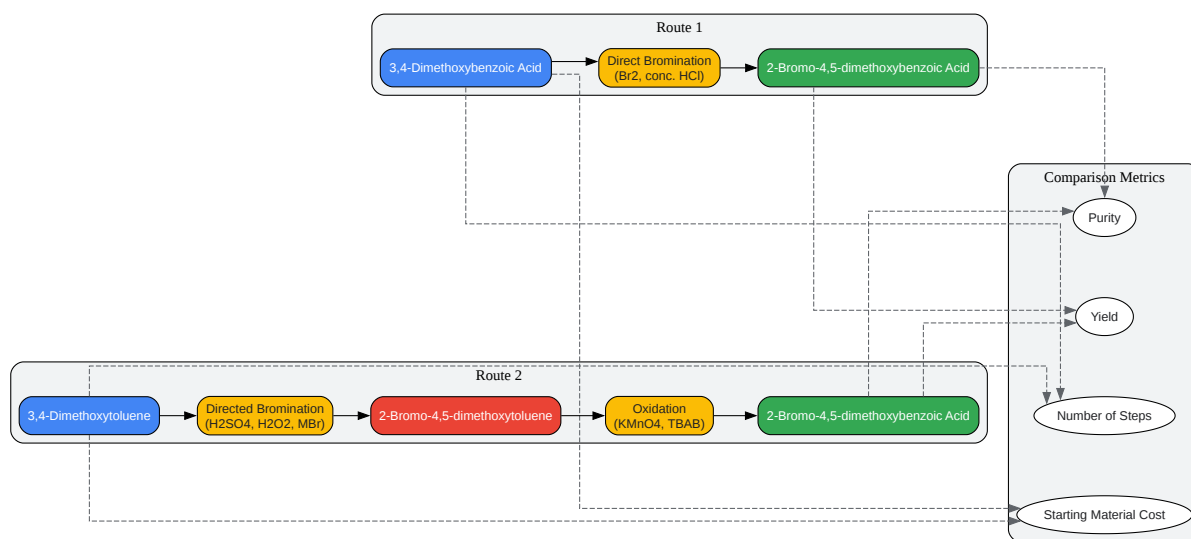 Route 1
3,4-Dimethoxybenzoic Acid
Direct Bromination
(Br2, conc. HCl)
2-Bromo-4,5-dimethoxybenzoic Acid
Comparison Metrics
Purity
Yield
Number of Steps
Starting Material Cost
Route 2
3,4-Dimethoxytoluene
Directed Bromination
(H2SO4, H2O2, MBr)
2-Bromo-4,5-dimethoxytoluene
Oxidation
(KMnO4, TBAB)
2-Bromo-4,5-dimethoxybenzoic Acid